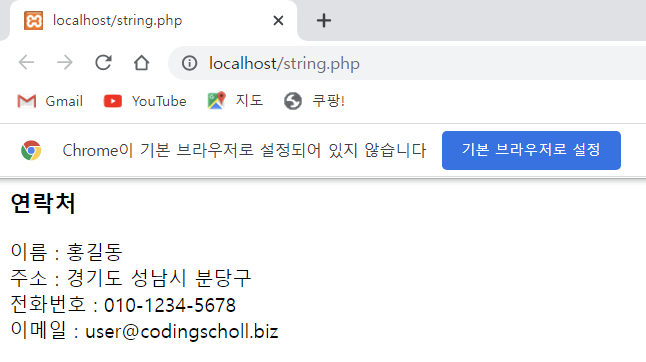 localhost/string.php
localhost/string.php
Gmail YouTube 지도 쿠팡!
Chrome이 기본 브라우저로 설정되어 있지 않습니다 기본 브라우저로 설정
연락처
이름 : 홍길동
주소 : 경기도 성남시 분당구
전화번호 : 010-1234-5678
이메일 : user@codingscholl.biz